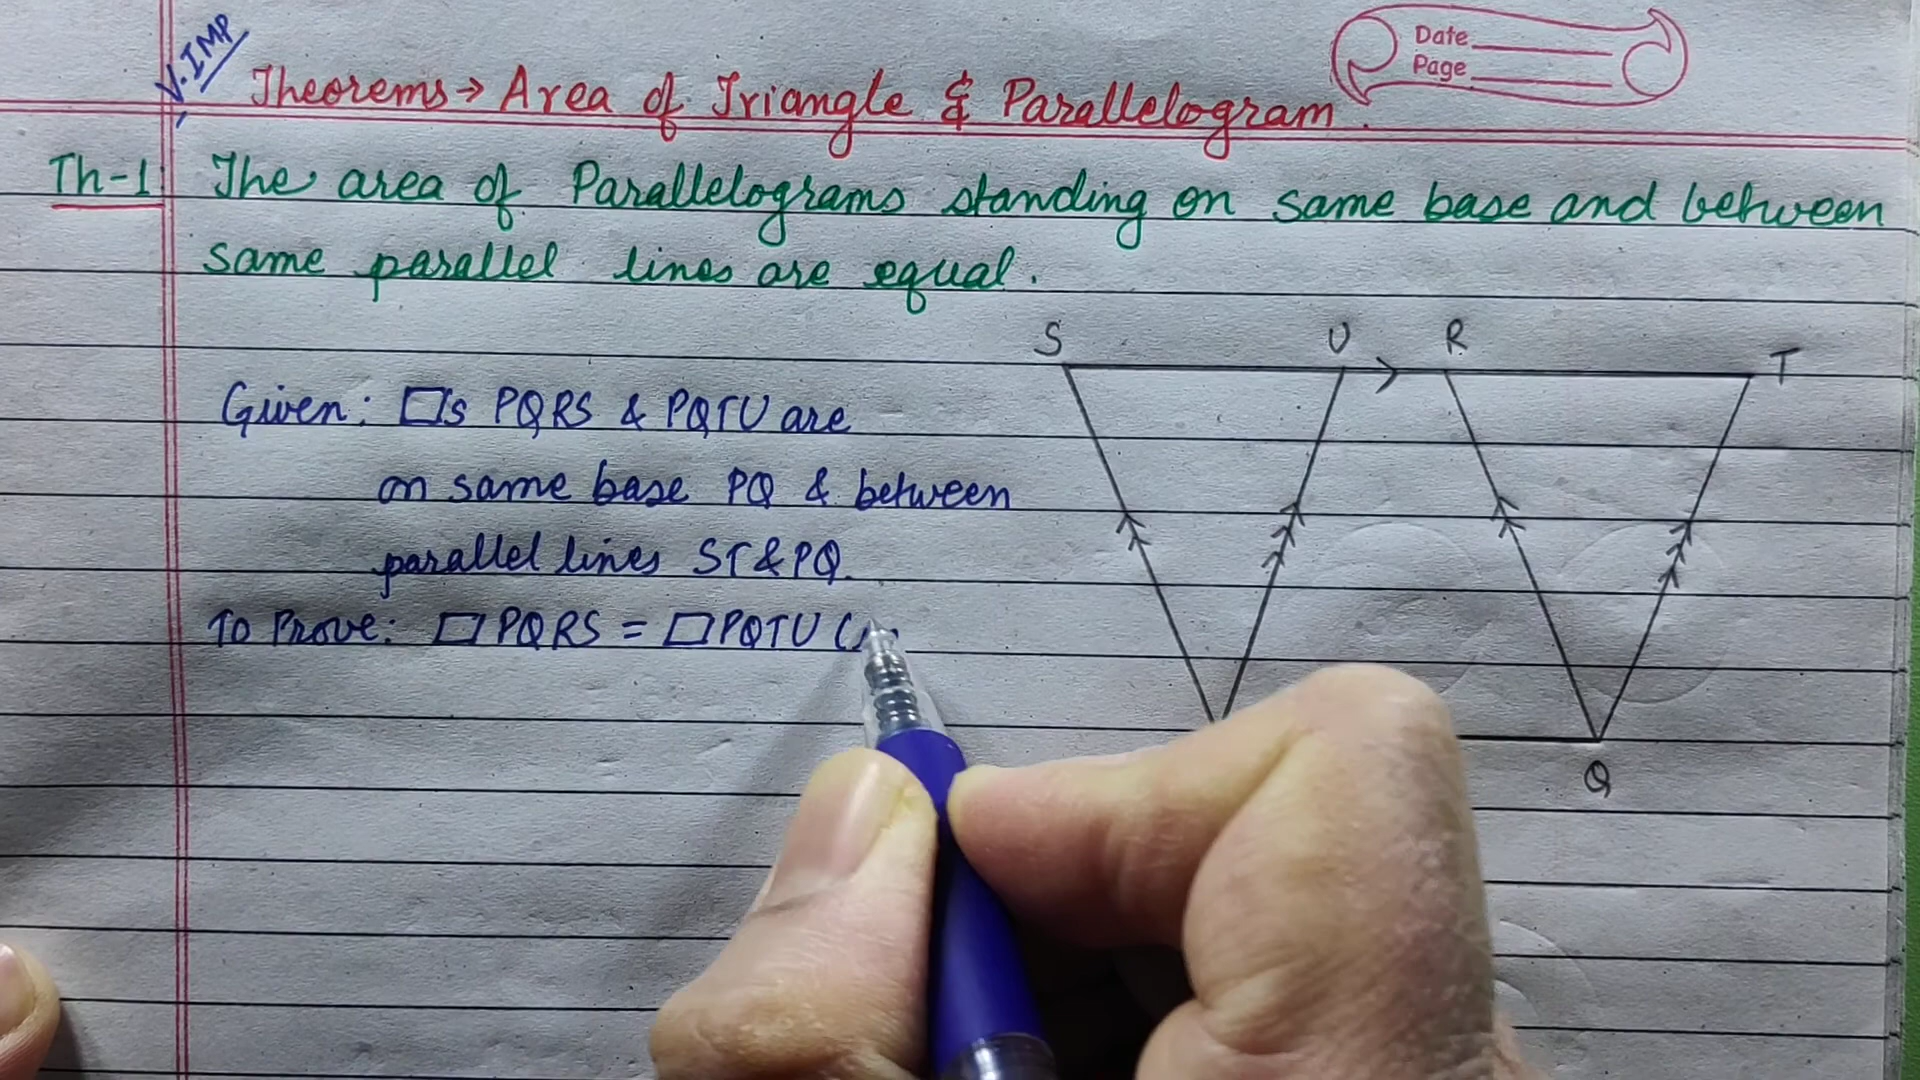 V.IMP
Date
Page
Theorems → Area of Triangle & Parallelogram.
Th-1 The area of Parallelograms standing on same base and between
same parallel lines are equal.
S U R T
Given: ▱s PQRS & PQTU are
on same base PQ & between
parallel lines ST & PQ.
To Prove: ▱PQRS = ▱PQTU (
Q